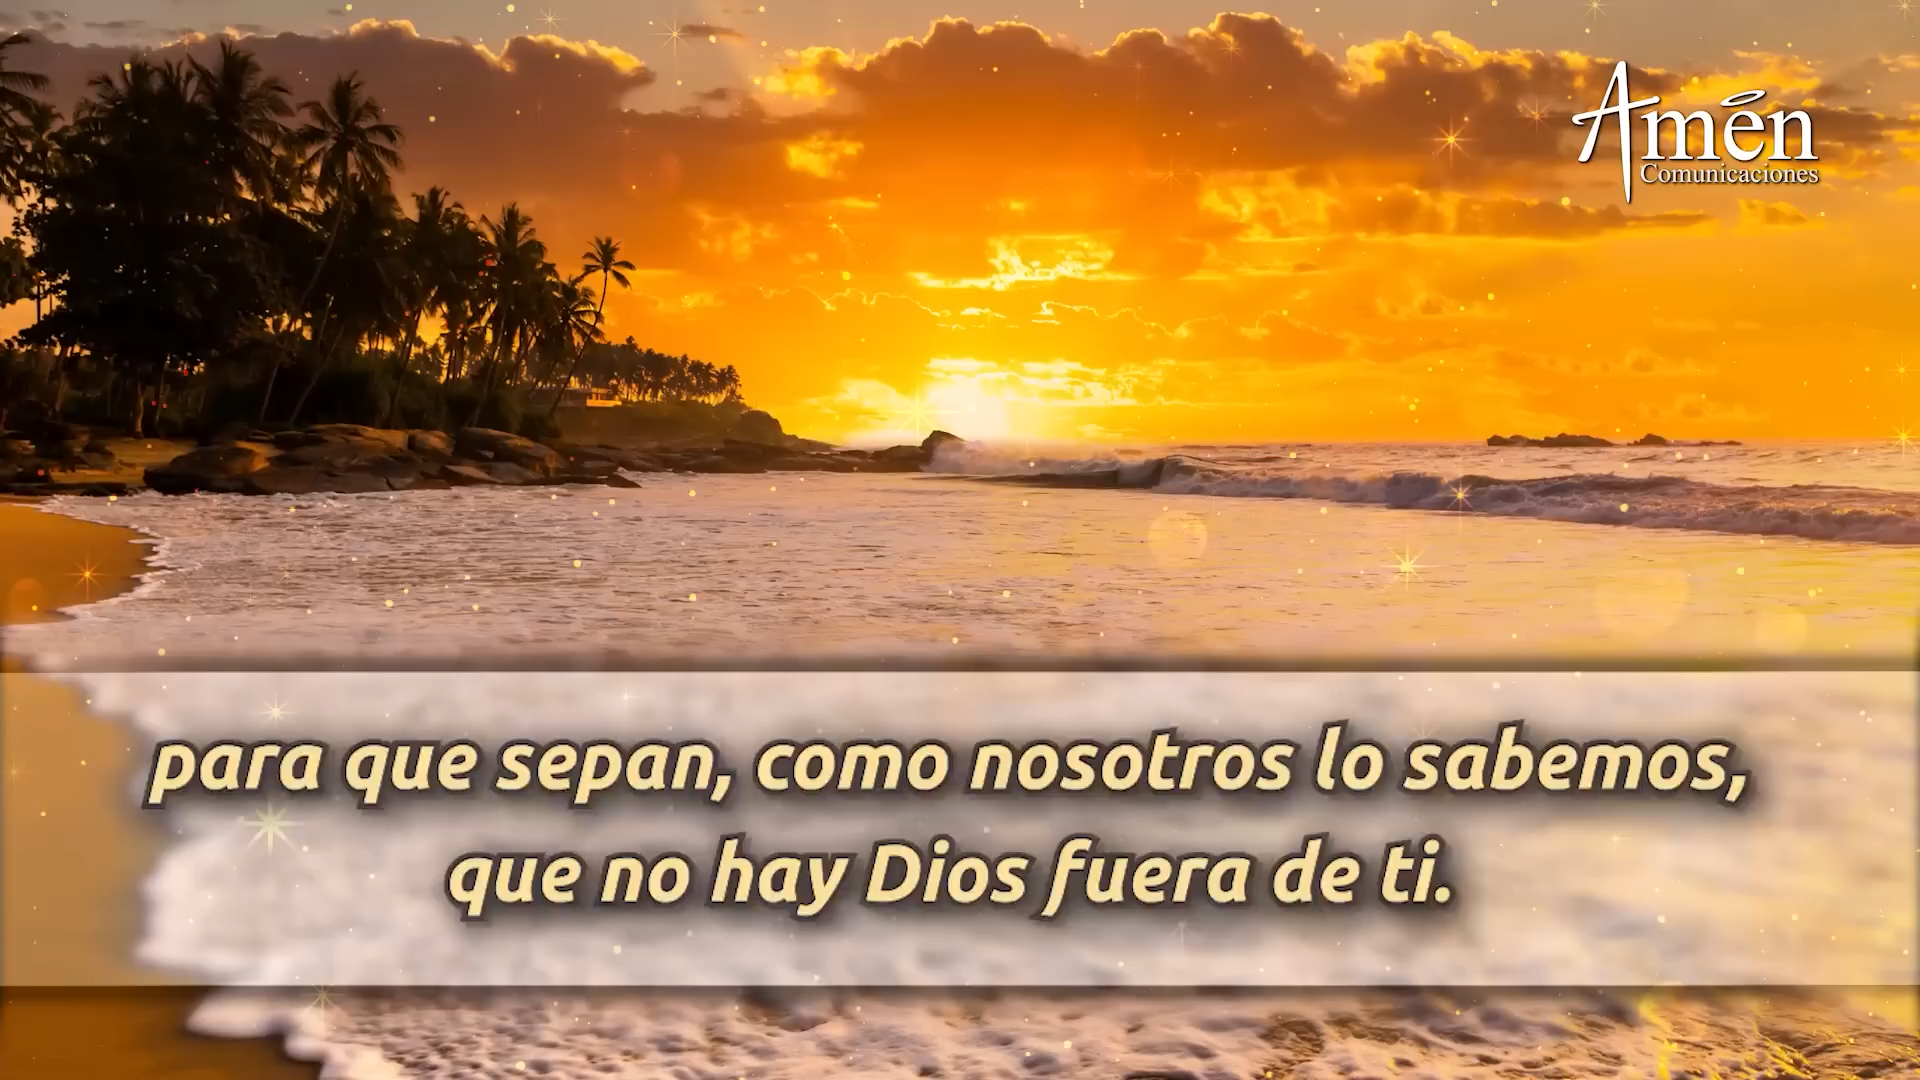 Amén
Comunicaciones
para que sepan, como nosotros lo sabemos,
que no hay Dios fuera de ti.